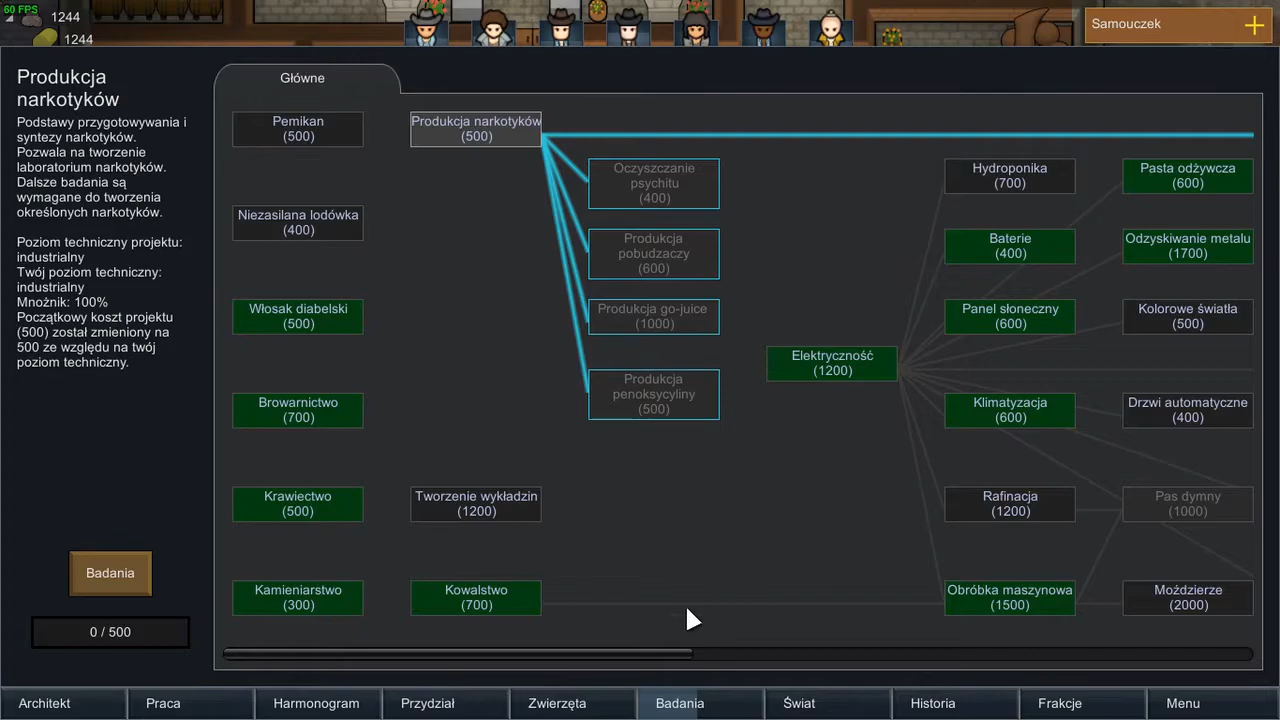 60 FPS
1244
1244
Samouczek
Produkcja
narkotyków
Podstawy przygotowywania i
syntezy narkotyków.
Pozwala na tworzenie
laboratorium narkotyków.
Dalsze badania są
wymagane do tworzenia
określonych narkotyków.
Poziom techniczny projektu:
industrialny
Twój poziom techniczny:
industrialny
Mnożnik: 100%
Początkowy koszt projektu
(500) został zmieniony na
500 ze względu na twój
poziom techniczny.
Badania
0 / 500
Główne
Pemikan
(500)
Produkcja narkotyków
(500)
Oczyszczanie
psychitu
(400)
Hydroponika
(700)
Pasta odżywcza
(600)
Niezasilana lodówka
(400)
Produkcja
pobudzaczy
(600)
Baterie
(400)
Odzyskiwanie metalu
(1700)
Włosak diabelski
(500)
Produkcja go-juice
(1000)
Panel słoneczny
(600)
Kolorowe światła
(500)
Elektryczność
(1200)
Produkcja
penoksycyliny
(500)
Browarnictwo
(700)
Klimatyzacja
(600)
Drzwi automatyczne
(400)
Krawiectwo
(500)
Tworzenie wykładzin
(1200)
Rafinacja
(1200)
Pas dymny
(1000)
Kamieniarstwo
(300)
Kowalstwo
(700)
Obróbka maszynowa
(1500)
Moździerze
(2000)
Architekt
Praca
Harmonogram
Przydział
Zwierzęta
Badania
Świat
Historia
Frakcje
Menu